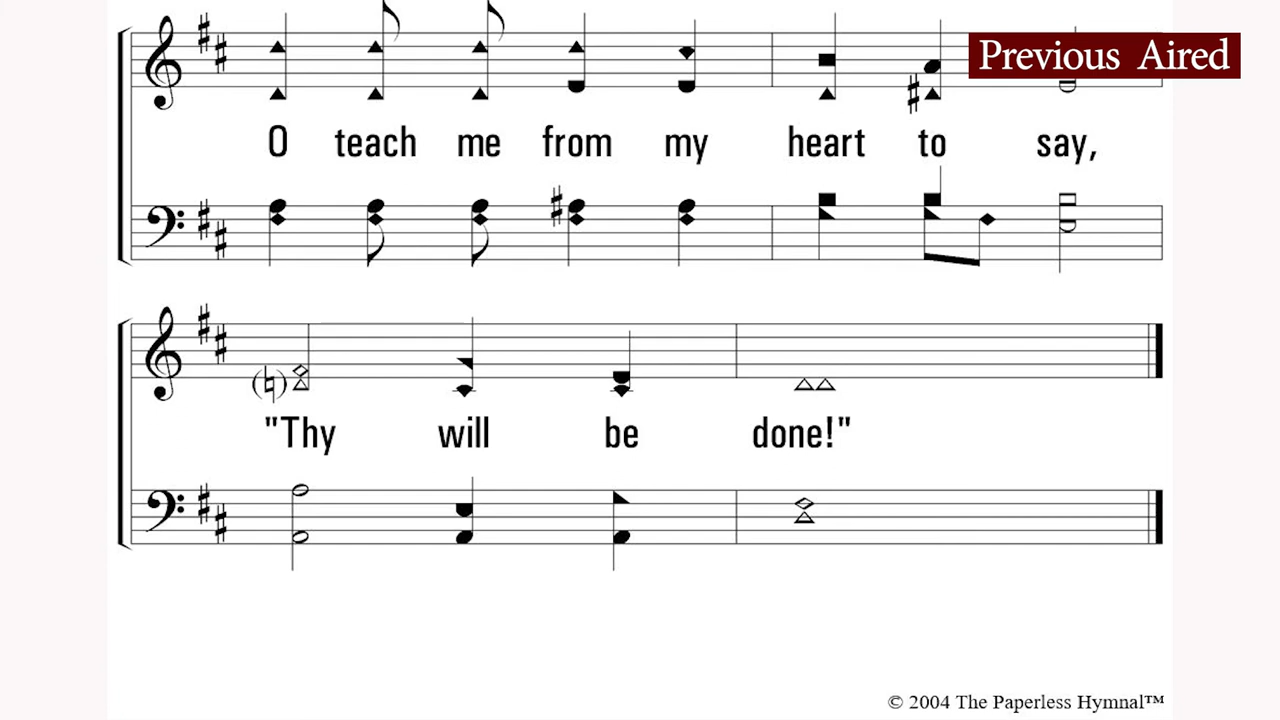 Previous Aired
O teach me from my heart to say,
"Thy will be done!"
© 2004 The Paperless Hymnal™